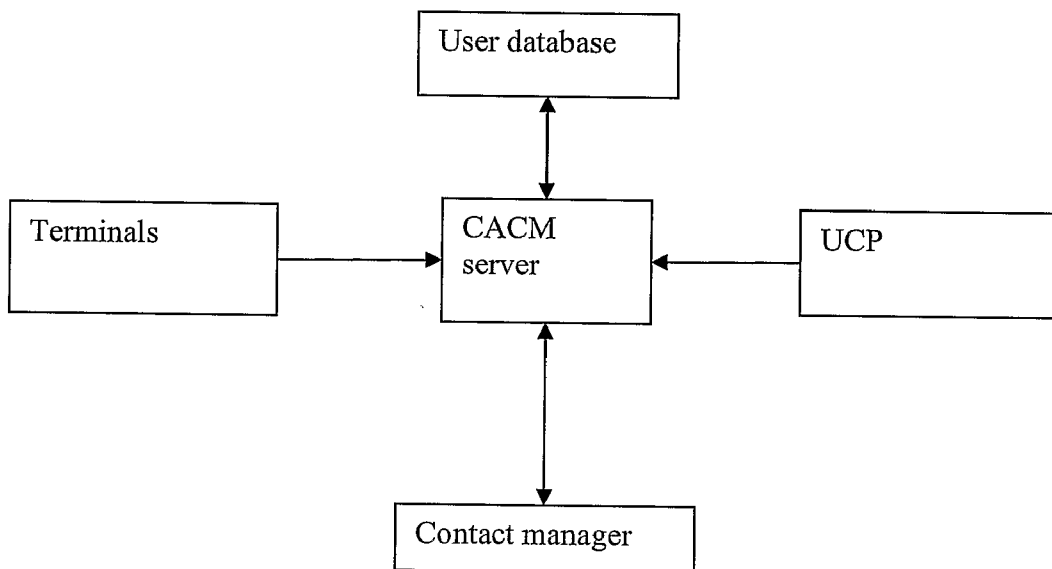 User database
Terminals
CACM
server
UCP
Contact manager